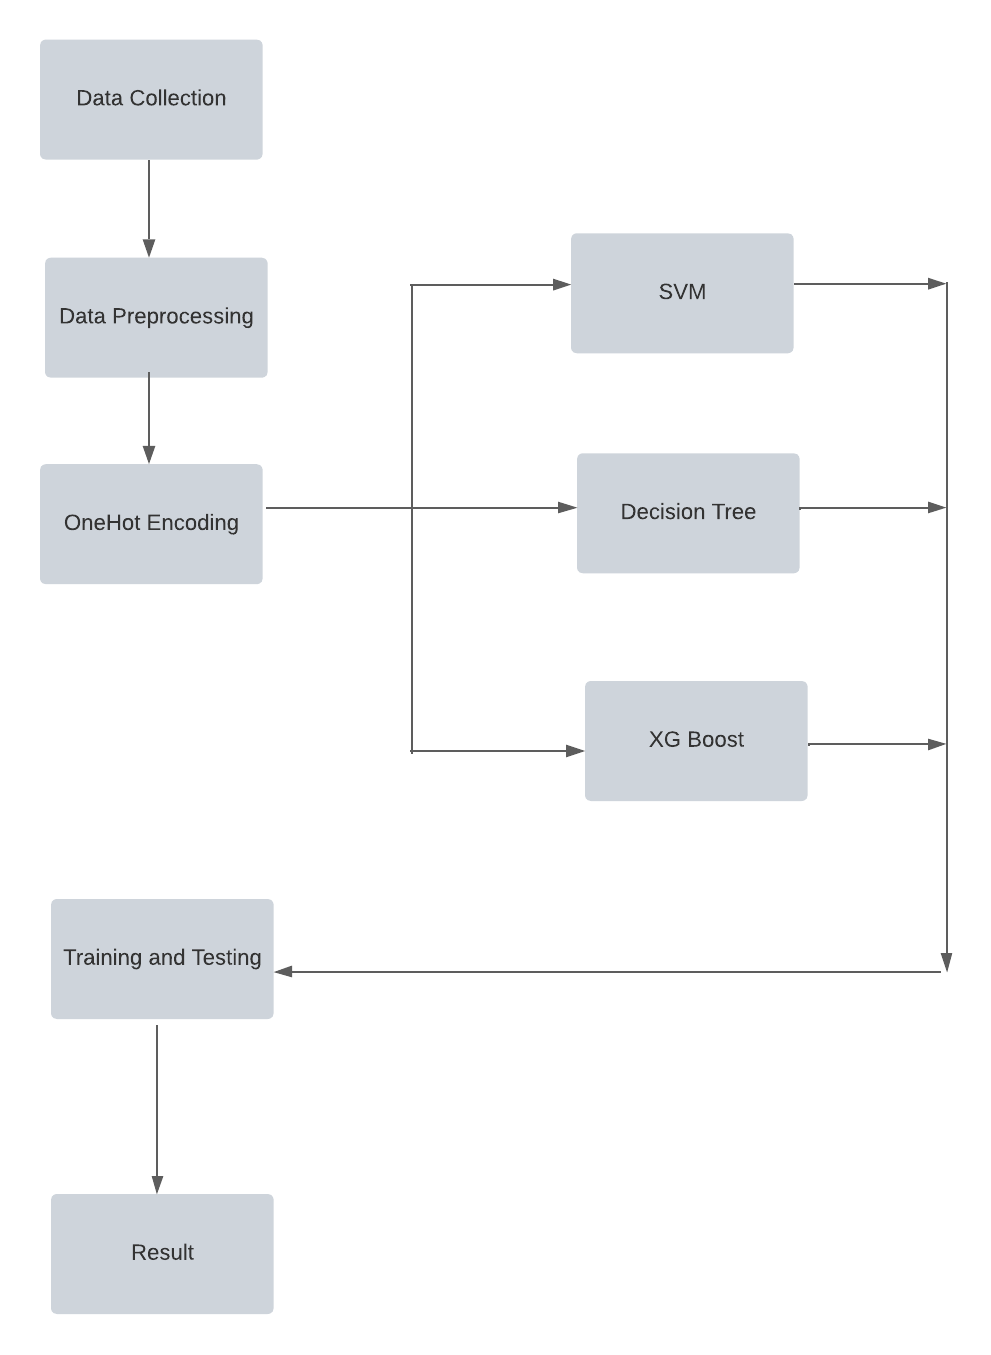 Data Collection
Data Preprocessing
OneHot Encoding
SVM
Decision Tree
XG Boost
Training and Testing
Result